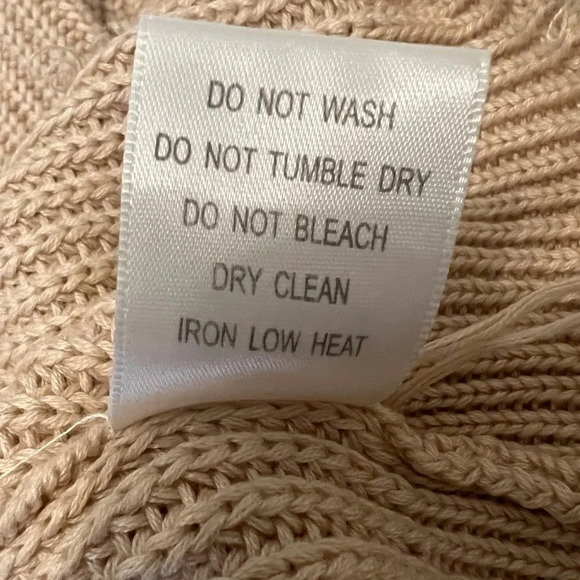 DO NOT WASH
DO NOT TUMBLE DRY
DO NOT BLEACH
DRY CLEAN
IRON LOW HEAT